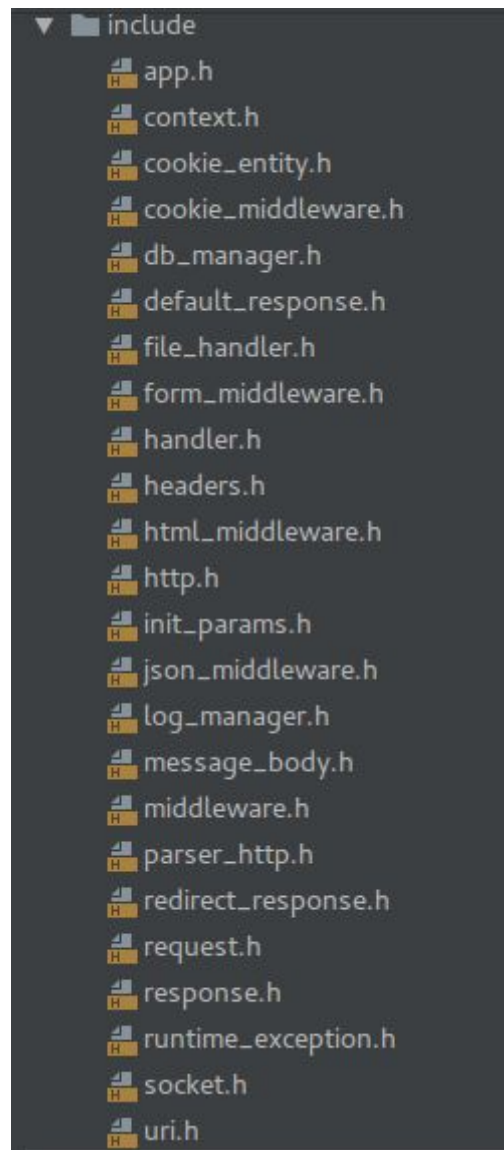 include
app.h
context.h
cookie_entity.h
cookie_middleware.h
db_manager.h
default_response.h
file_handler.h
form_middleware.h
handler.h
headers.h
html_middleware.h
http.h
init_params.h
json_middleware.h
log_manager.h
message_body.h
middleware.h
parser_http.h
redirect_response.h
request.h
response.h
runtime_exception.h
socket.h
uri.h